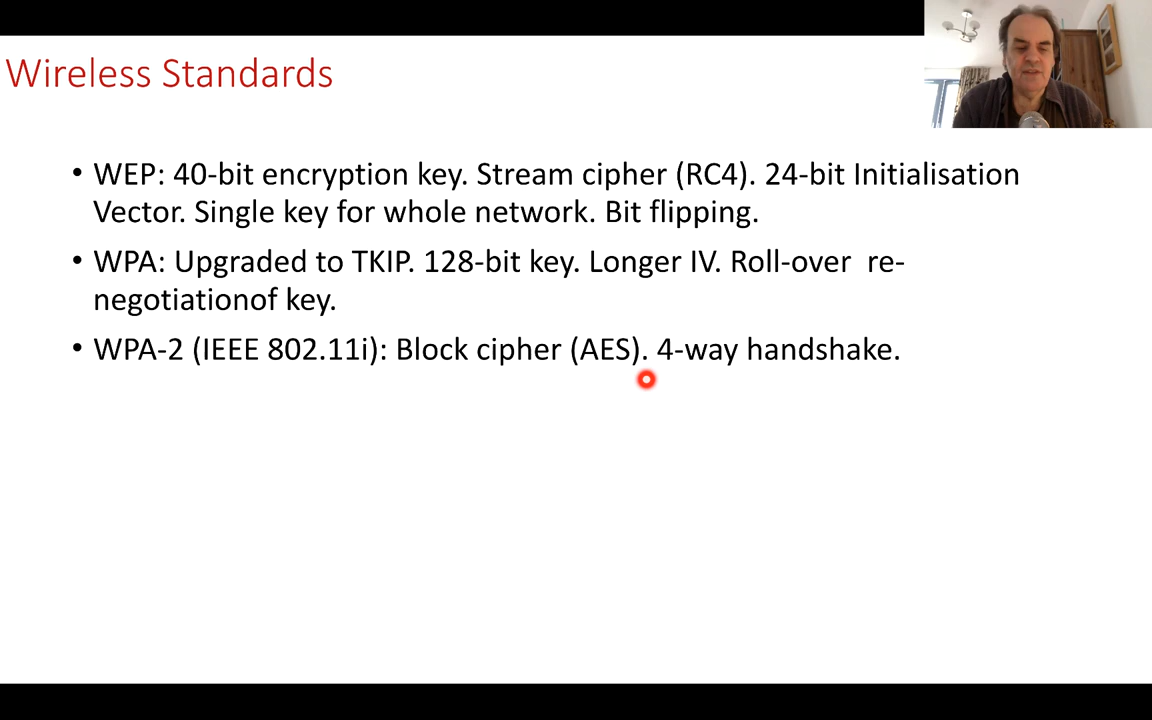 Wireless Standards
• WEP: 40-bit encryption key. Stream cipher (RC4). 24-bit Initialisation
Vector. Single key for whole network. Bit flipping.
• WPA: Upgraded to TKIP. 128-bit key. Longer IV. Roll-over  re-
negotiationof key.
• WPA-2 (IEEE 802.11i): Block cipher (AES). 4-way handshake.